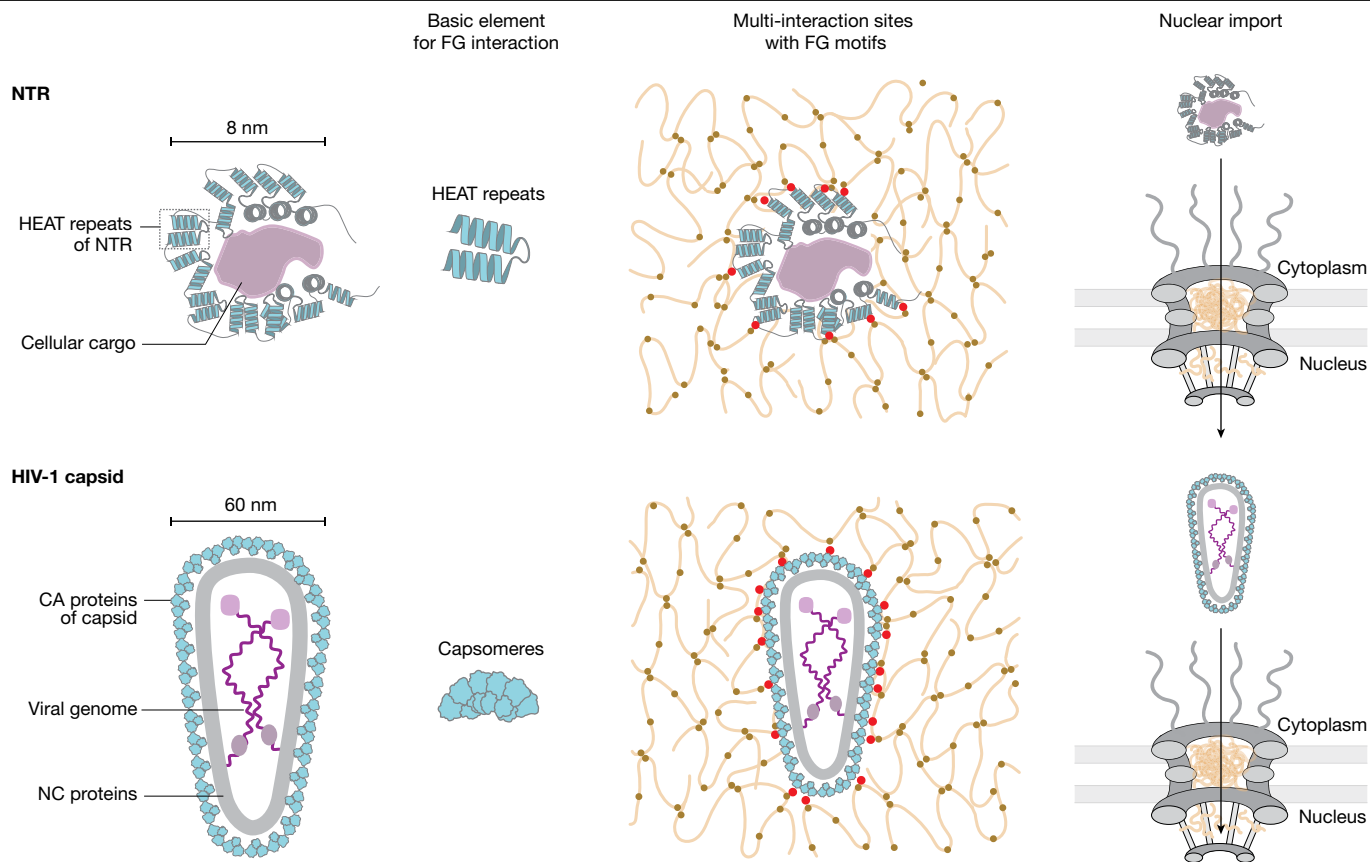 Basic element
for FG interaction
Multi-interaction sites
with FG motifs
Nuclear import
NTR
8 nm
HEAT repeats
of NTR
Cellular cargo
HEAT repeats
Cytoplasm
Nucleus
HIV-1 capsid
60 nm
CA proteins
of capsid
Viral genome
NC proteins
Capsomeres
Cytoplasm
Nucleus